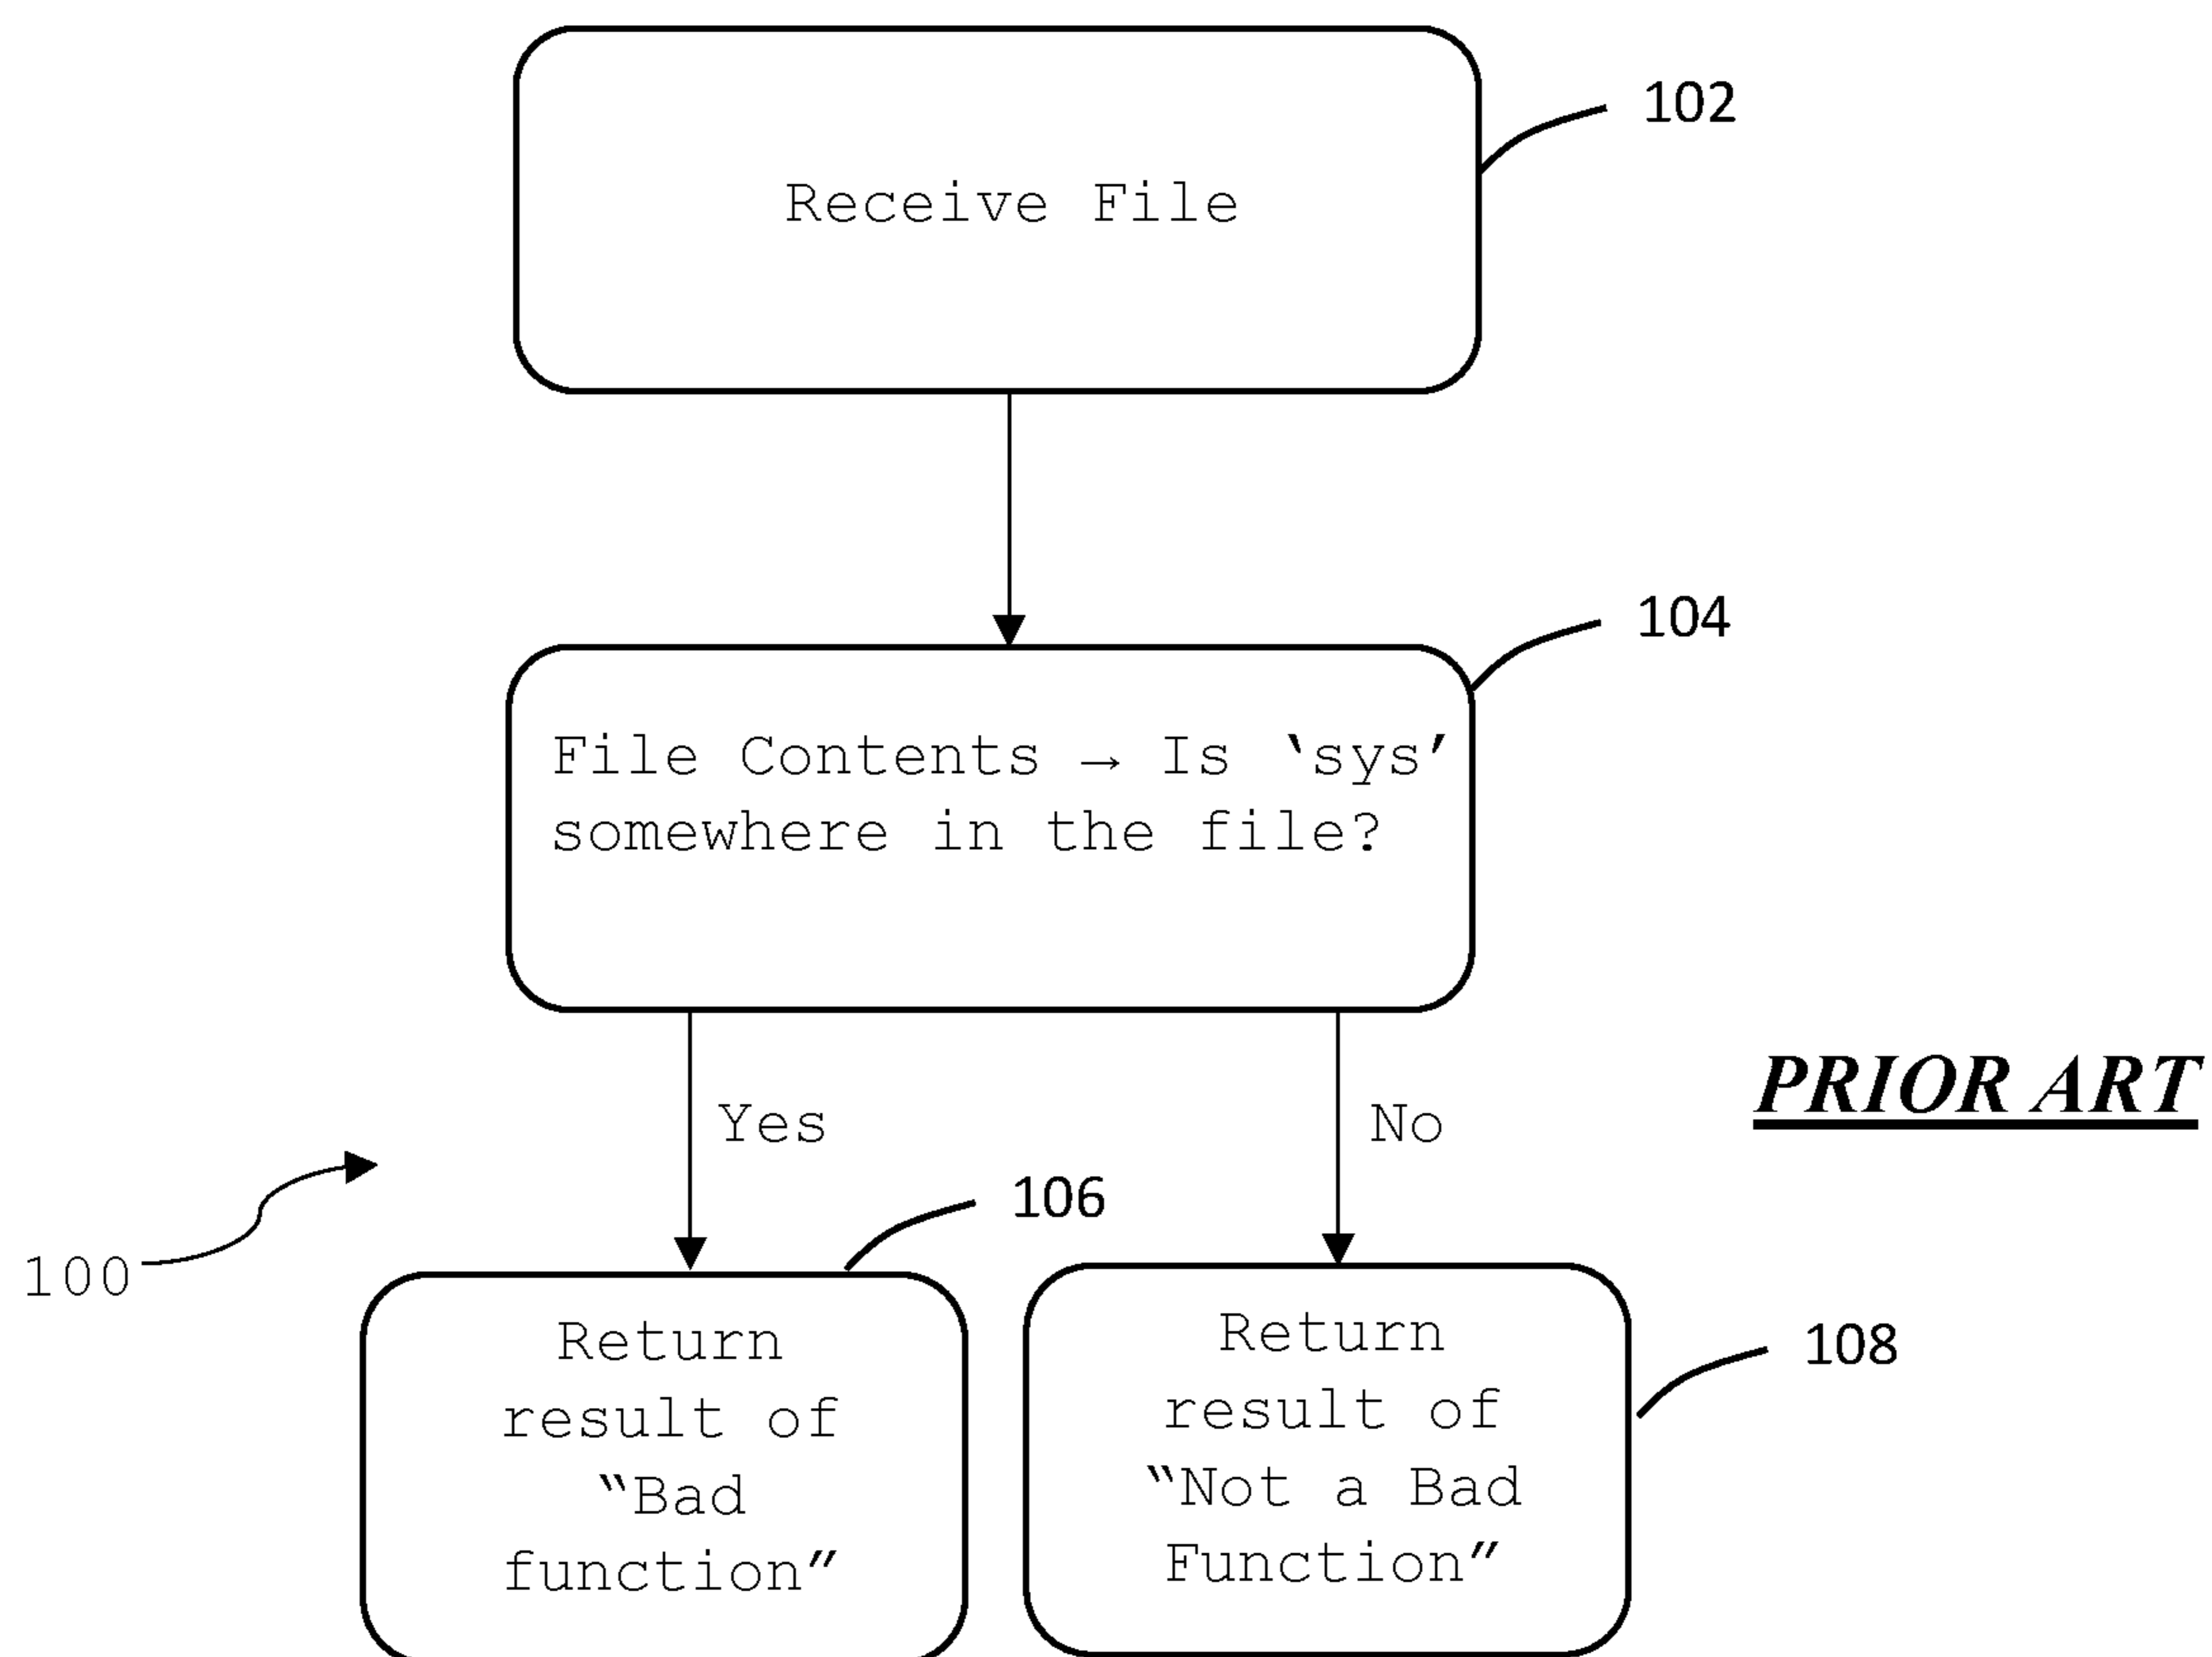 102
Receive File
104
File Contents → Is ‘sys’
somewhere in the file?
Yes
No
PRIOR ART
100
106
Return
result of
“Bad
function”
Return
result of
“Not a Bad
Function”
108